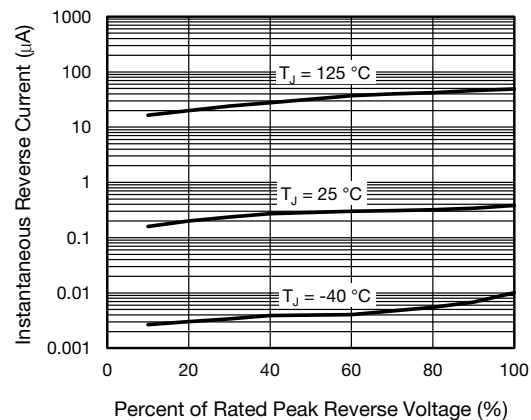 Instantaneous Reverse Current (μA)
1000
100
10
1
0.1
0.01
0.001
T_J = 125 °C
T_J = 25 °C
T_J = -40 °C
0 20 40 60 80 100
Percent of Rated Peak Reverse Voltage (%)